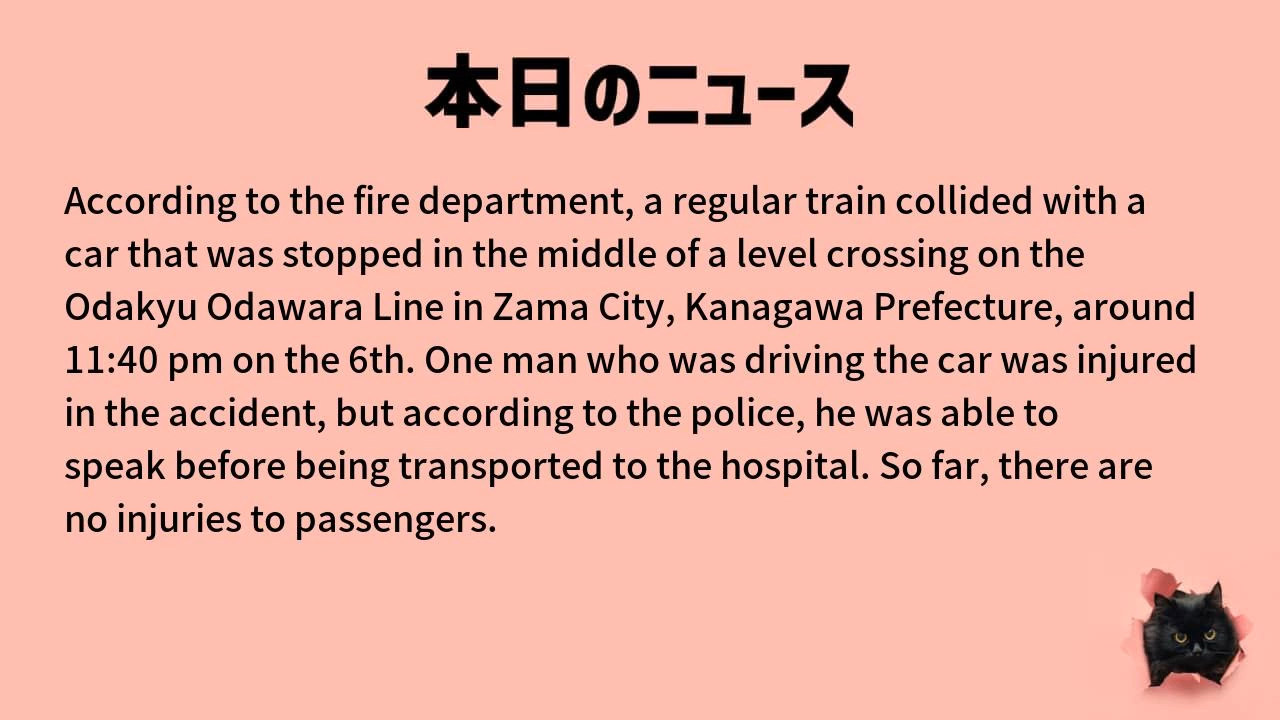 本日のニュース
According to the fire department, a regular train collided with a
car that was stopped in the middle of a level crossing on the
Odakyu Odawara Line in Zama City, Kanagawa Prefecture, around
11:40 pm on the 6th. One man who was driving the car was injured
in the accident, but according to the police, he was able to
speak before being transported to the hospital. So far, there are
no injuries to passengers.